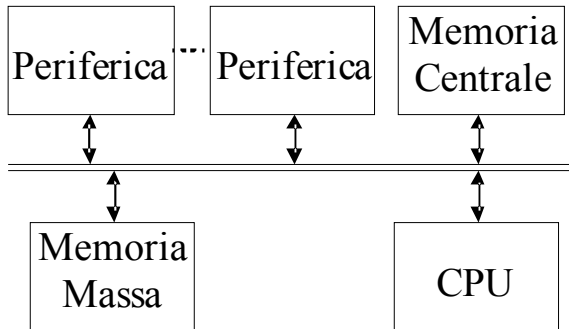 Periferica
Periferica
Memoria
Centrale
Memoria
Massa
CPU